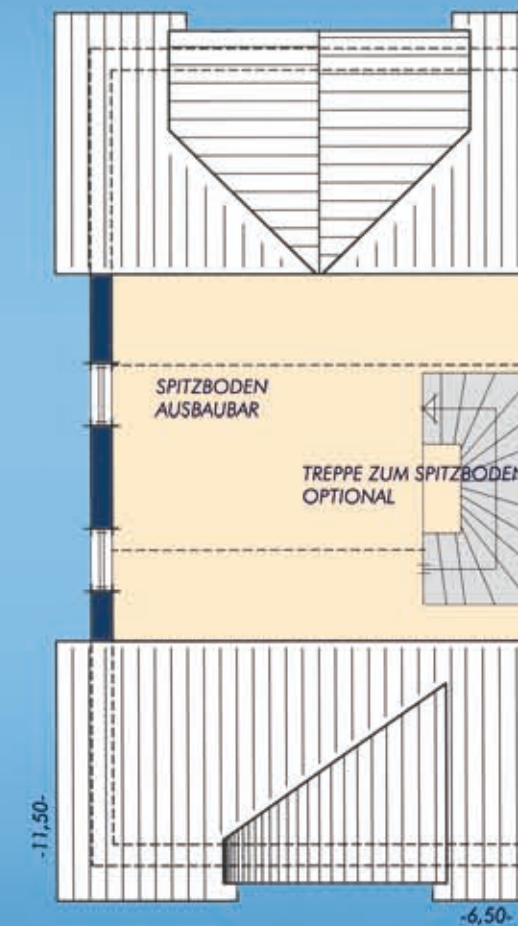 SPITZBODEN
AUSBAUBAR
TREPPE ZUM SPITZBODEN
OPTIONAL
-11,50-
-6,50-